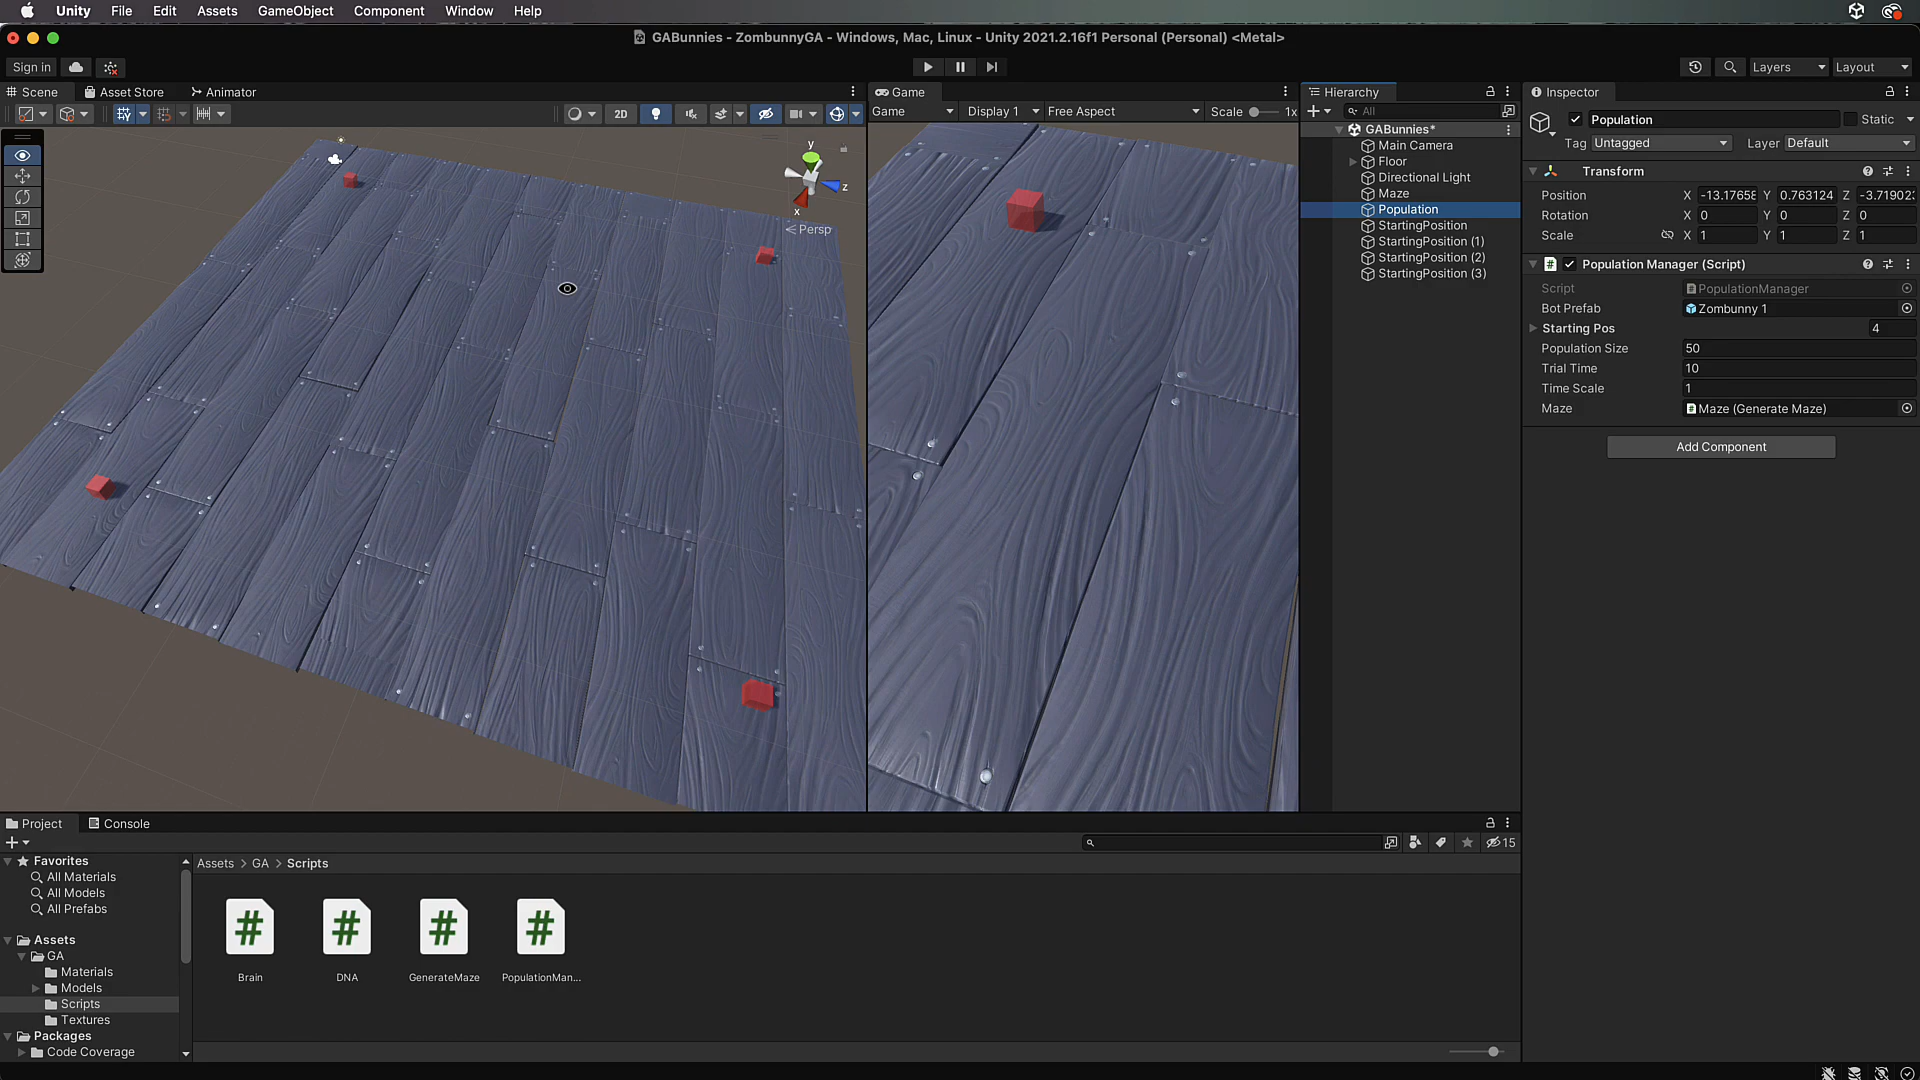 Unity File Edit Assets GameObject Component Window Help
GABunnies - ZombunnyGA - Windows, Mac, Linux - Unity 2021.2.16f1 Personal (Personal) <Metal>
Sign in
Layers
Layout
Scene
Asset Store
Animator
2D
y
z
x
Persp
Game
Game
Display 1
Free Aspect
Scale
1x
Hierarchy
All
GABunnies*
Main Camera
Floor
Directional Light
Maze
Population
StartingPosition
StartingPosition (1)
StartingPosition (2)
StartingPosition (3)
Inspector
Population
Static
Tag Untagged
Layer Default
Transform
Position X -13.17658 Y 0.763124 Z -3.71902
Rotation X 0 Y 0 Z 0
Scale X 1 Y 1 Z 1
# Population Manager (Script)
Script # PopulationManager
Bot Prefab Zombunny 1
Starting Pos 4
Population Size 50
Trial Time 10
Time Scale 1
Maze # Maze (Generate Maze)
Add Component
Project
Console
15
Favorites
All Materials
All Models
All Prefabs
Assets
GA
Materials
Models
Scripts
Textures
Packages
Code Coverage
Assets > GA > Scripts
# # # #
Brain
DNA
GenerateMaze
PopulationMan...